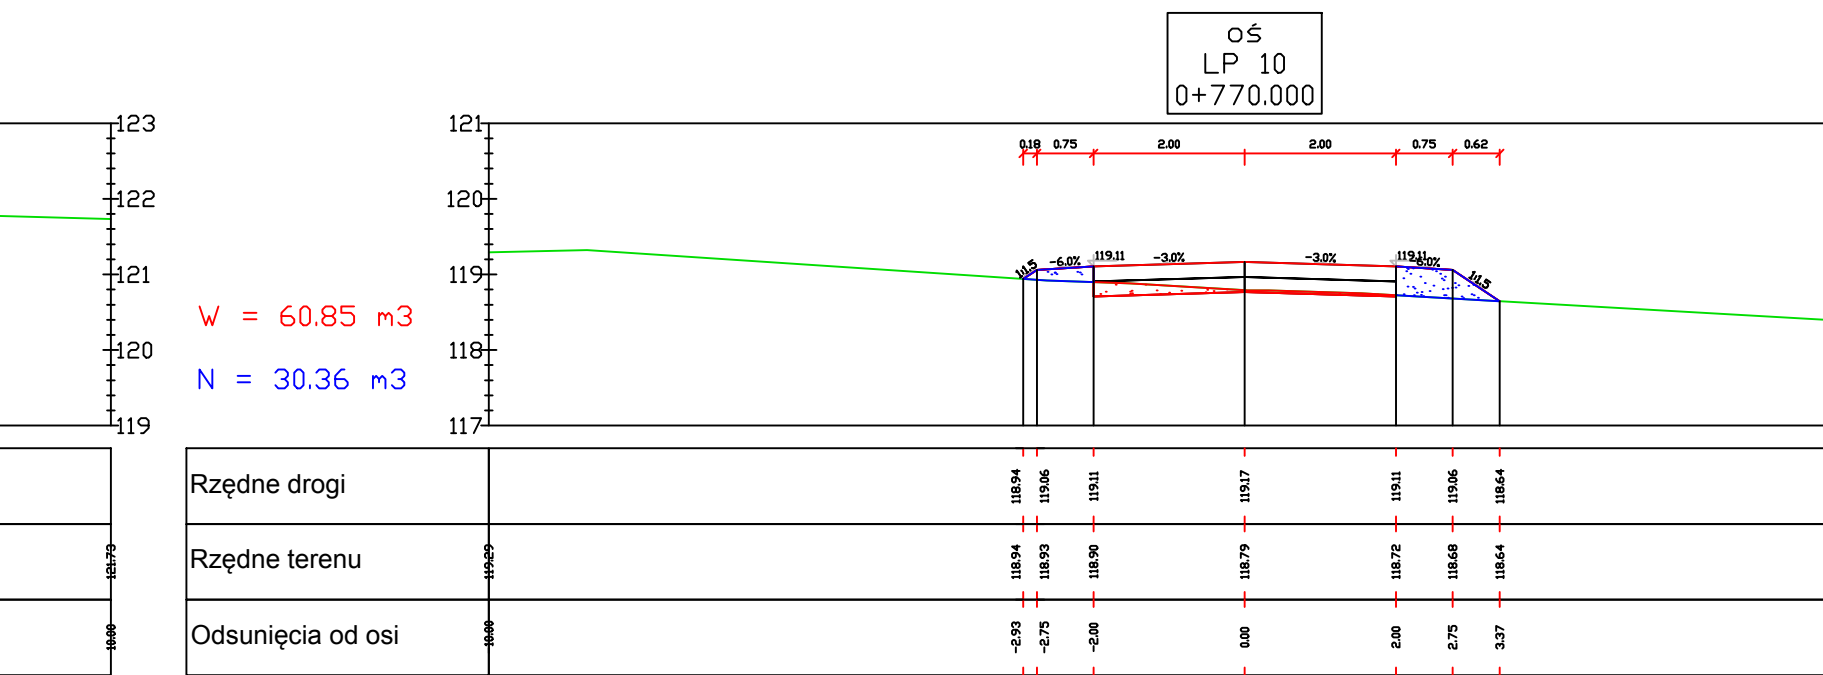 oś
LP 10
0+770.000
123
122
121
120
119
121
120
119
118
117
W = 60.85 m3
N = 30.36 m3
0.18 0.75 2.00 2.00 0.75 0.62
1:1.5 -6.0% 119.11 -3.0% -3.0% 119.11 -6.0% 1:1.5
Rzędne drogi
118.94 119.06 119.11 119.17 119.11 119.06 118.64
121.73
Rzędne terenu
119.29 118.94 118.93 118.90 118.79 118.72 118.68 118.64
10.00
Odsunięcia od osi
10.00 -2.93 -2.75 -2.00 0.00 2.00 2.75 3.37